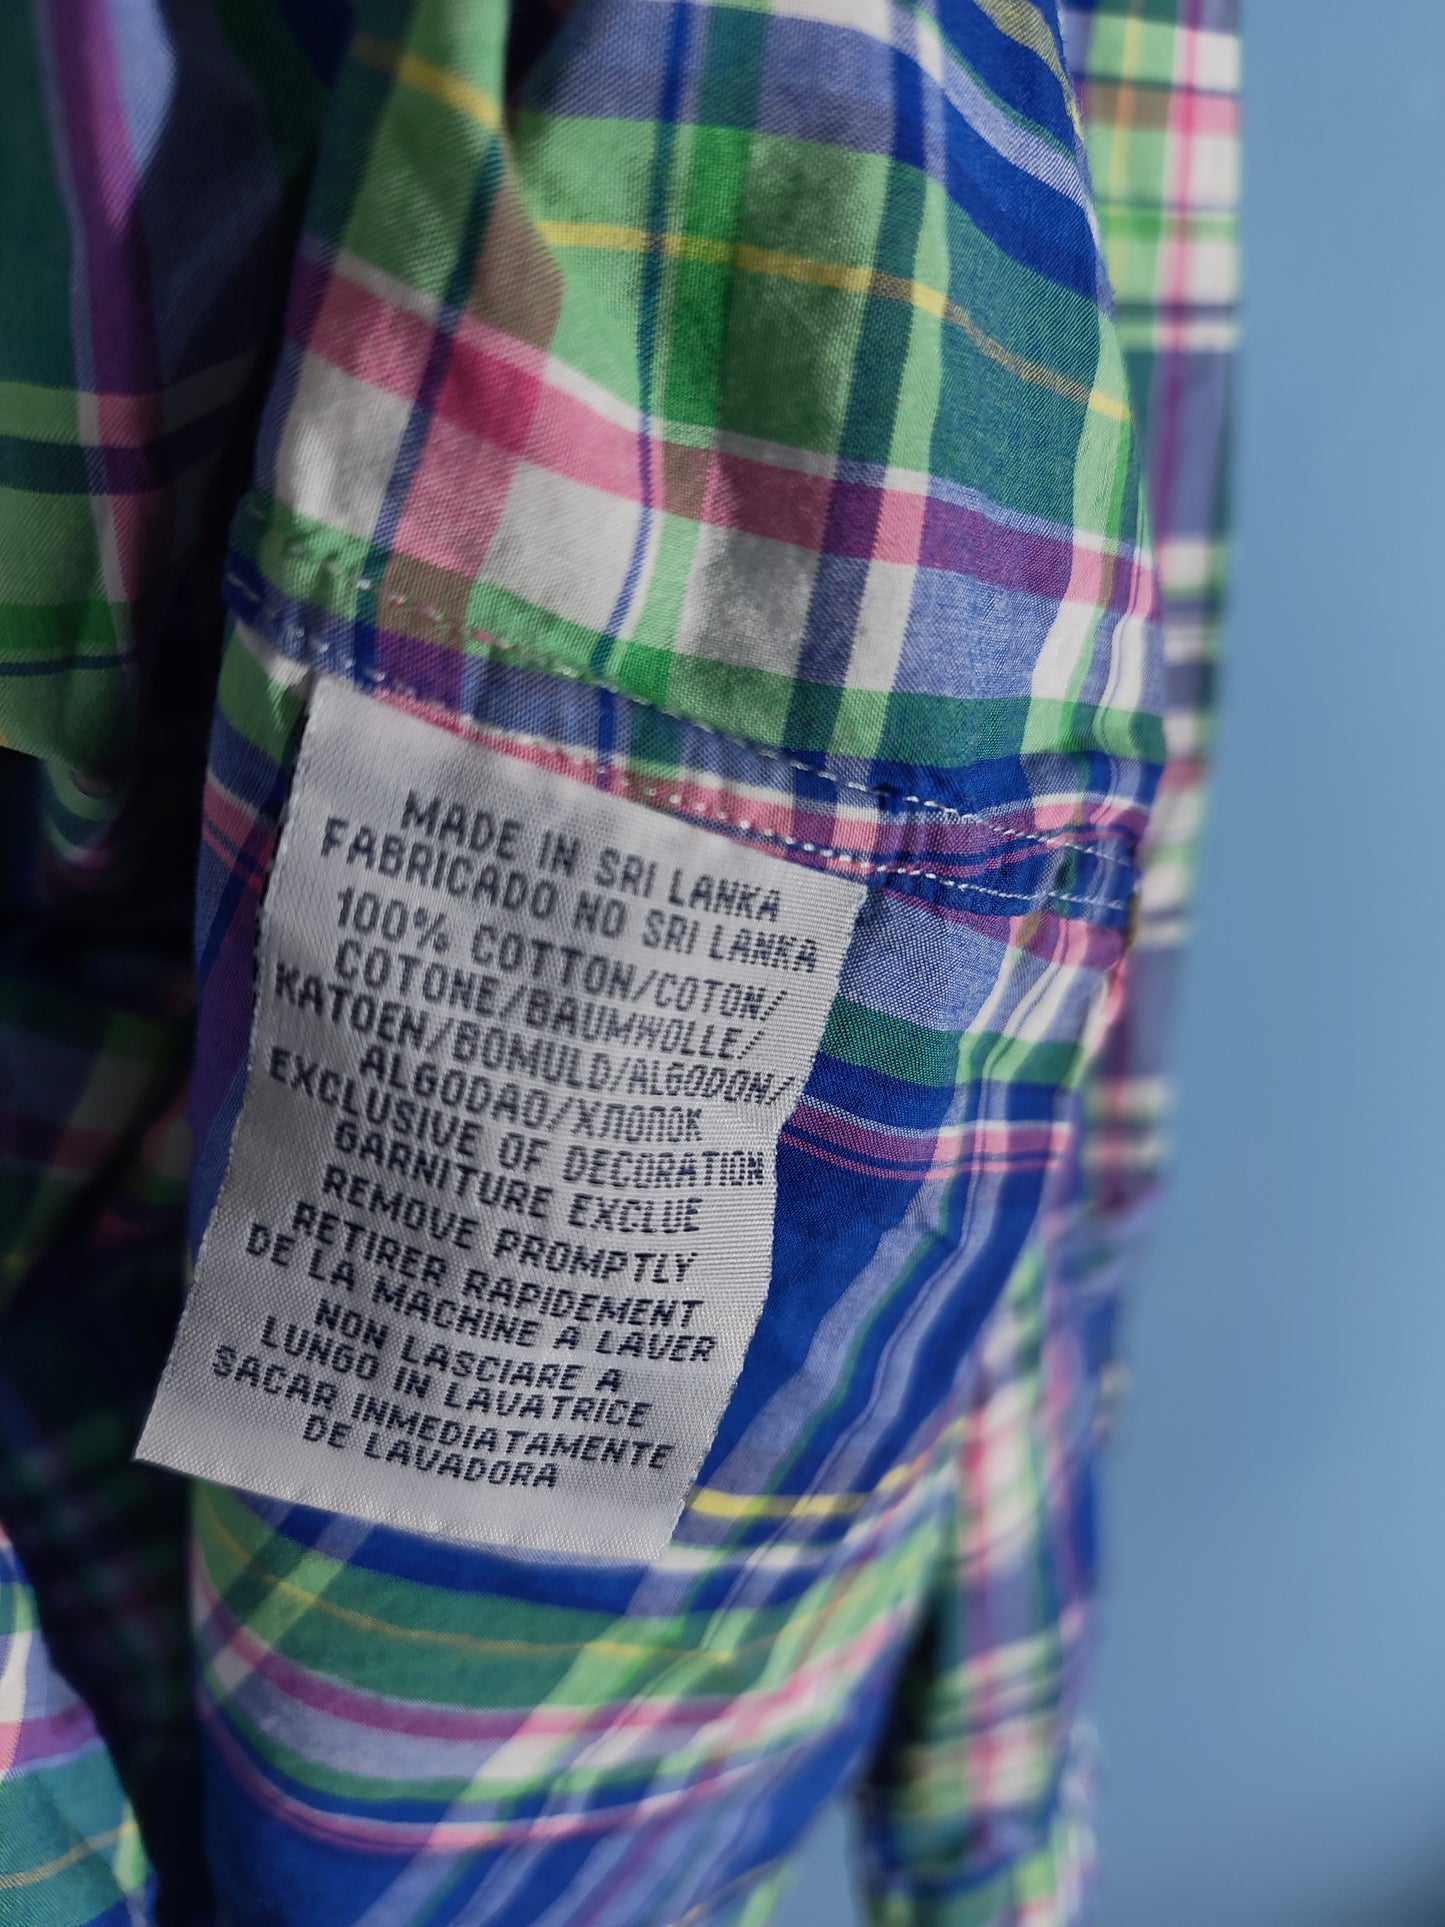 MADE IN SRI LANKA
FABRICADO NO SRI LANKA
100% COTTON/COTON/
COTONE/BAUMWOLLE/
KATOEN/BOMULD/ALGODON/
ALGODAO/ХЛОПОК
EXCLUSIVE OF DECORATION
GARNITURE EXCLUE
REMOVE PROMPTLY
RETIRER RAPIDEMENT
DE LA MACHINE A LAVER
NON LASCIARE A
LUNGO IN LAVATRICE
SACAR INMEDIATAMENTE
DE LAVADORA